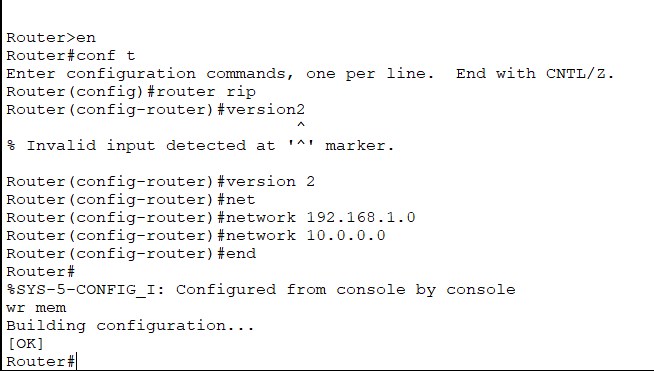 Router>en
Router#conf t
Enter configuration commands, one per line.  End with CNTL/Z.
Router(config)#router rip
Router(config-router)#version2
                                ^
% Invalid input detected at '^' marker.

Router(config-router)#version 2
Router(config-router)#net
Router(config-router)#network 192.168.1.0
Router(config-router)#network 10.0.0.0
Router(config-router)#end
Router#
%SYS-5-CONFIG_I: Configured from console by console
wr mem
Building configuration...
[OK]
Router#